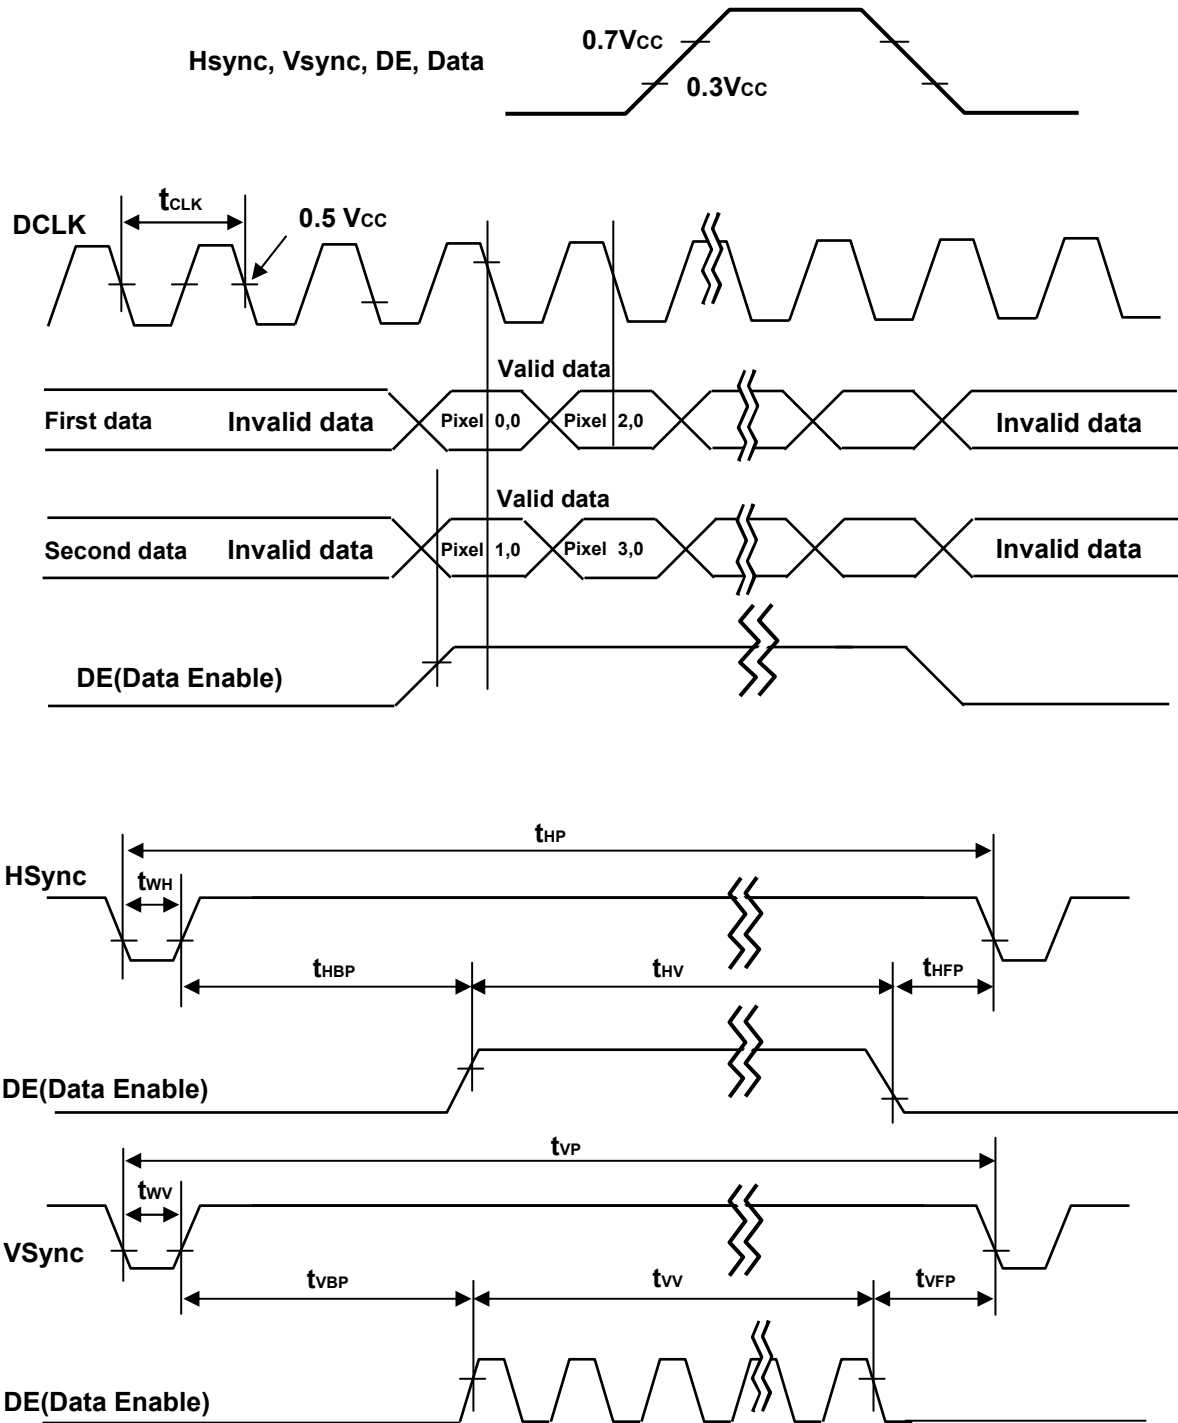 0.7VCC
Hsync, Vsync, DE, Data
0.3VCC
tCLK
DCLK
0.5 VCC
Valid data
First data
Invalid data
Pixel 0,0
Pixel 2,0
Invalid data
Valid data
Second data
Invalid data
Pixel 1,0
Pixel 3,0
Invalid data
DE(Data Enable)
tHP
HSync
tWH
tHBP
tHV
tHFP
DE(Data Enable)
tVP
tWV
VSync
tVBP
tVV
tVFP
DE(Data Enable)